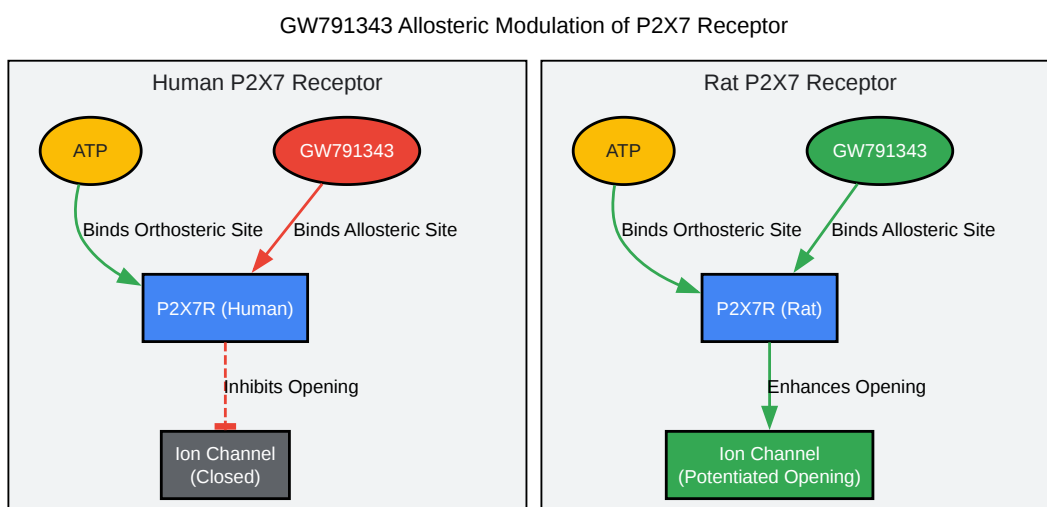 GW791343 Allosteric Modulation of P2X7 Receptor
Human P2X7 Receptor
ATP
GW791343
Binds Orthosteric Site
Binds Allosteric Site
P2X7R (Human)
Inhibits Opening
Ion Channel
(Closed)
Rat P2X7 Receptor
ATP
GW791343
Binds Orthosteric Site
Binds Allosteric Site
P2X7R (Rat)
Enhances Opening
Ion Channel
(Potentiated Opening)